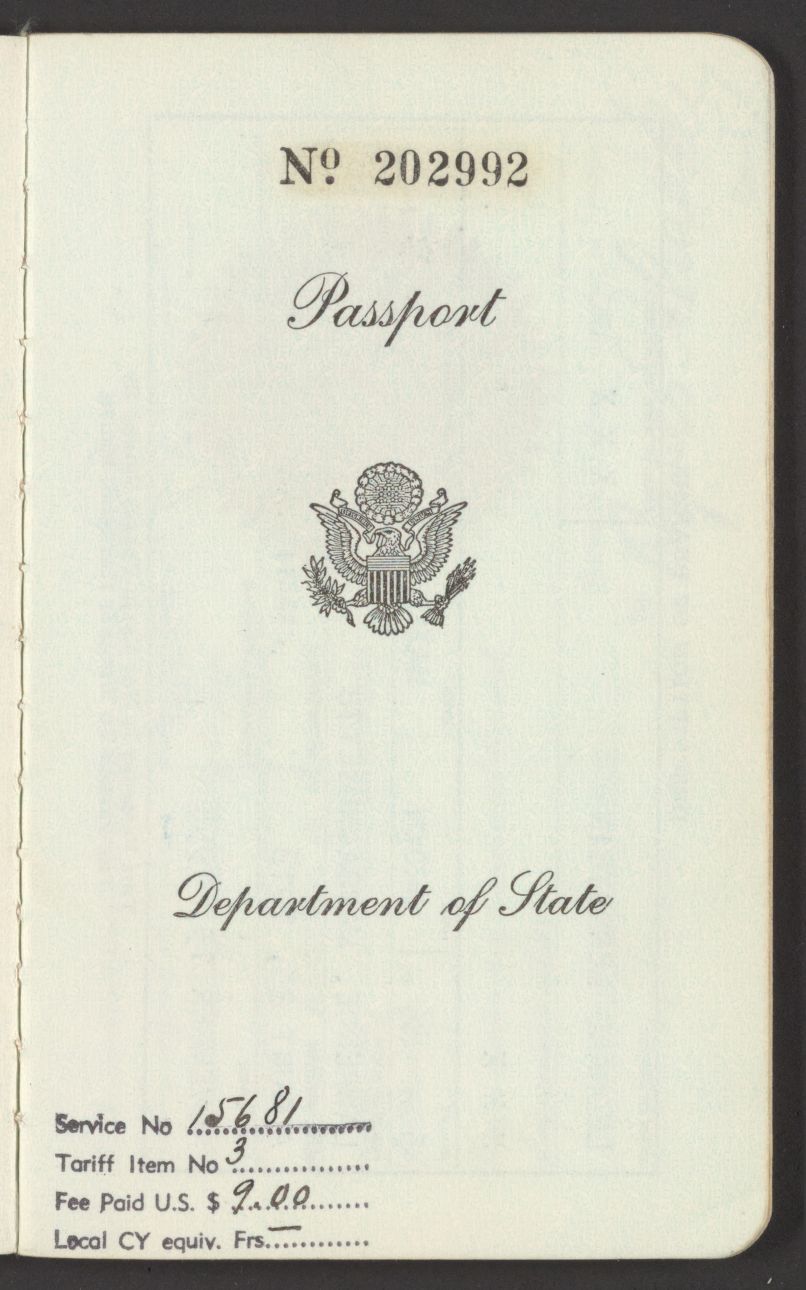 Nº 202992
Passport
Department of State
Service No 15681
Tariff Item No 3
Fee Paid U.S. $ 9.00
Local CY equiv. Frs. —